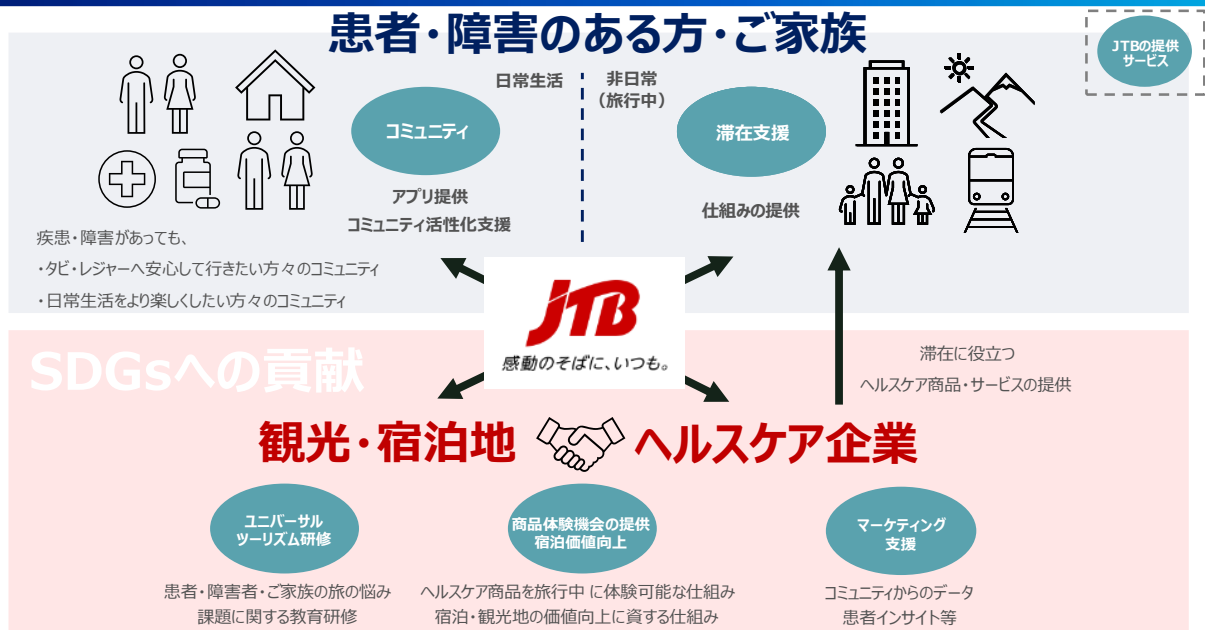 患者・障害のある方・ご家族
JTBの提供
サービス
日常生活
非日常
（旅行中）
コミュニティ
滞在支援
アプリ提供
コミュニティ活性化支援
仕組みの提供
疾患・障害があっても、
・タビ・レジャーへ安心して行きたい方々のコミュニティ
・日常生活をより楽しくしたい方々のコミュニティ
JTB
感動のそばに、いつも。
SDGsへの貢献
滞在に役立つ
ヘルスケア商品・サービスの提供
観光・宿泊地
ヘルスケア企業
ユニバーサル
ツーリズム研修
商品体験機会の提供
宿泊価値向上
マーケティング
支援
患者・障害者・ご家族の旅の悩み
課題に関する教育研修
ヘルスケア商品を旅行中 に体験可能な仕組み
宿泊・観光地の価値向上に資する仕組み
コミュニティからのデータ
患者インサイト等